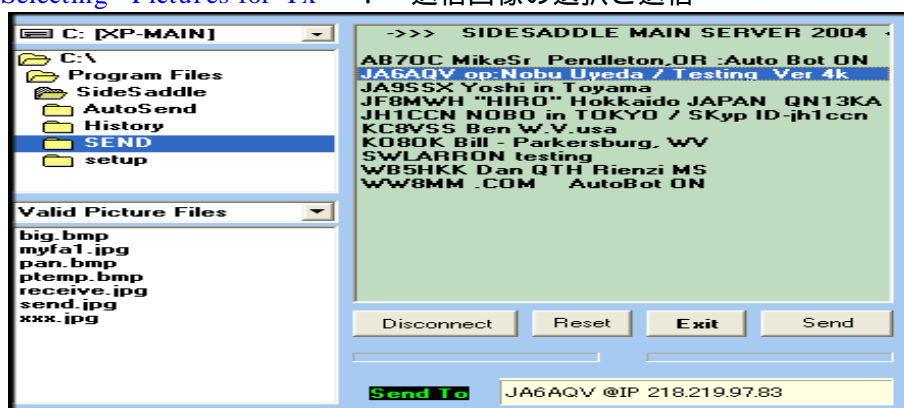 Selecting Pictures for Tx : 送信画像の選択と送信
C: [XP-MAIN]
C:\
Program Files
SideSaddle
AutoSend
History
SEND
setup
Valid Picture Files
big.bmp
myfa1.jpg
pan.bmp
ptemp.bmp
receive.jpg
send.jpg
xxx.jpg
->>> SIDESADDLE MAIN SERVER 2004
AB7OC MikeSr Pendleton,OR :Auto Bot ON
JA6AQV op:Nobu Uyeda / Testing Ver 4k
JA9SSX Yoshi in Toyama
JF8MWH "HIRO" Hokkaido JAPAN QN13KA
JH1CCN NOBO in TOKYO / SKyp ID-jh1ccn
KC8VSS Ben W.V.usa
KO8OK Bill - Parkersburg, WV
SWLARRON testing
WB5HKK Dan QTH Rienzi MS
WW8MM .COM AutoBot ON
Disconnect Reset Exit Send
Send To JA6AQV @IP 218.219.97.83